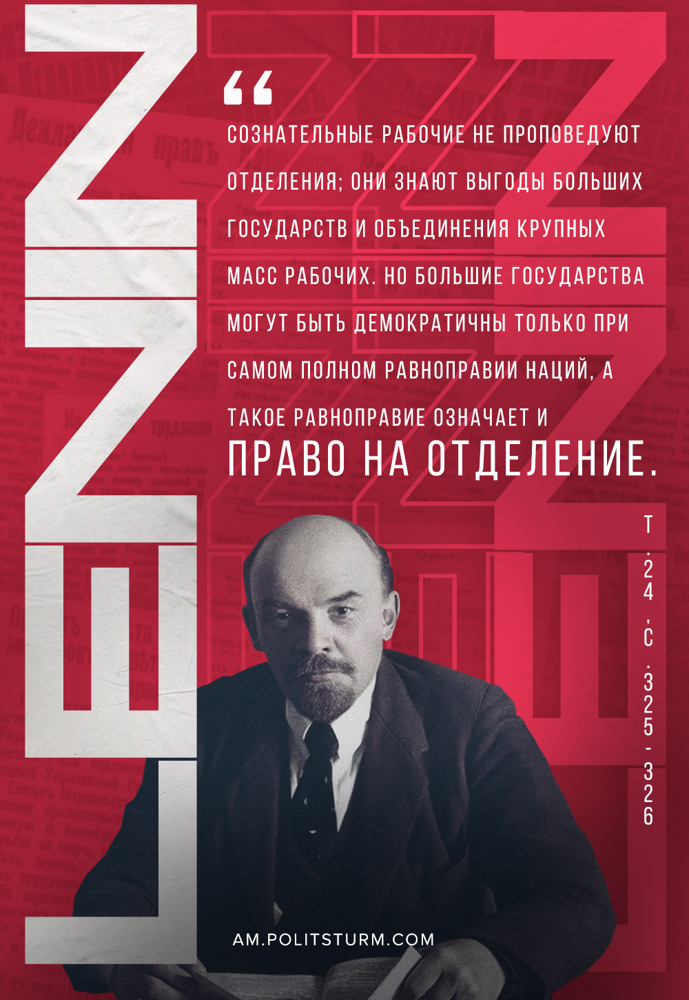 LENIN
“
СОЗНАТЕЛЬНЫЕ РАБОЧИЕ НЕ ПРОПОВЕДУЮТ
ОТДЕЛЕНИЯ; ОНИ ЗНАЮТ ВЫГОДЫ БОЛЬШИХ
ГОСУДАРСТВ И ОБЪЕДИНЕНИЯ КРУПНЫХ
МАСС РАБОЧИХ. НО БОЛЬШИЕ ГОСУДАРСТВА
МОГУТ БЫТЬ ДЕМОКРАТИЧНЫ ТОЛЬКО ПРИ
САМОМ ПОЛНОМ РАВНОПРАВИИ НАЦИЙ, А
ТАКОЕ РАВНОПРАВИЕ ОЗНАЧАЕТ И
ПРАВО НА ОТДЕЛЕНИЕ.
Т.24,С.325-326
AM.POLITSTURM.COM